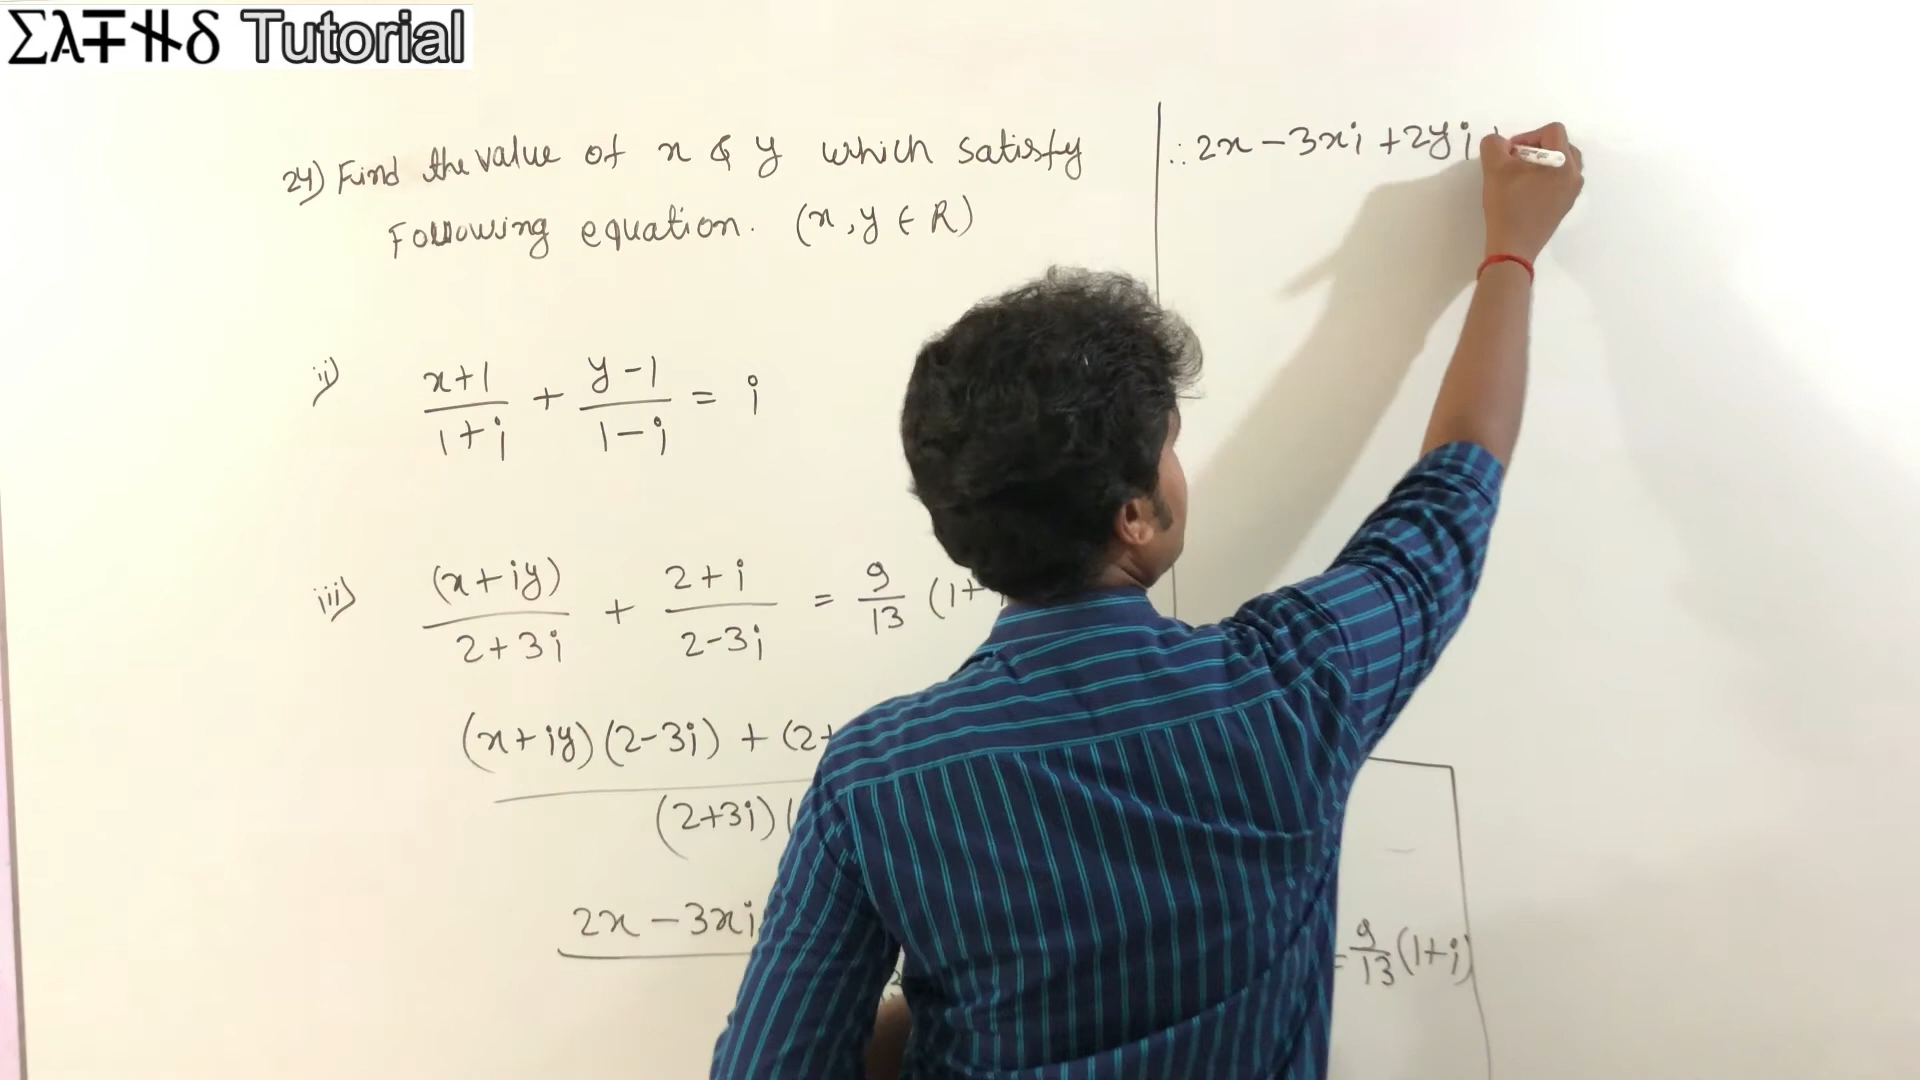 Σλ∓ⵌδ Tutorial
24) Find the value of x & y which satisfy
Following equation. (x, y ∈ R)
ii) (x+1)/(1+i) + (y-1)/(1-i) = i
iii) (x+iy)/(2+3i) + (2+i)/(2-3i) = 9/13 (1+
(x+iy)(2-3i) + (2+
(2+3i)(
2x - 3xi
= 9/13 (1+i)
∴ 2x - 3xi + 2yi